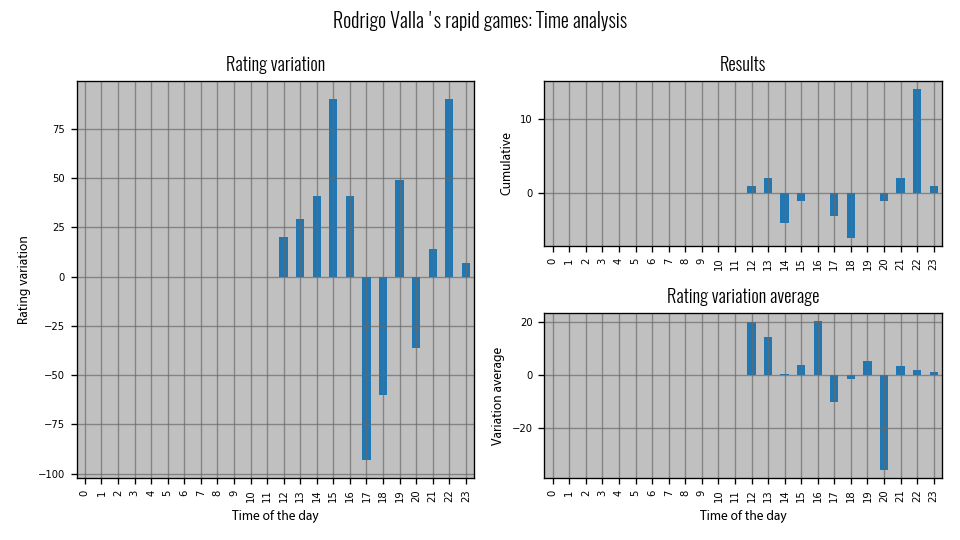 Rodrigo Valla 's rapid games: Time analysis
Rating variation
Rating variation
75
50
25
0
−25
−50
−75
−100
0 1 2 3 4 5 6 7 8 9 10 11 12 13 14 15 16 17 18 19 20 21 22 23
Time of the day
Results
Cumulative
10
0
0 1 2 3 4 5 6 7 8 9 10 11 12 13 14 15 16 17 18 19 20 21 22 23
Rating variation average
Variation average
20
0
−20
0 1 2 3 4 5 6 7 8 9 10 11 12 13 14 15 16 17 18 19 20 21 22 23
Time of the day